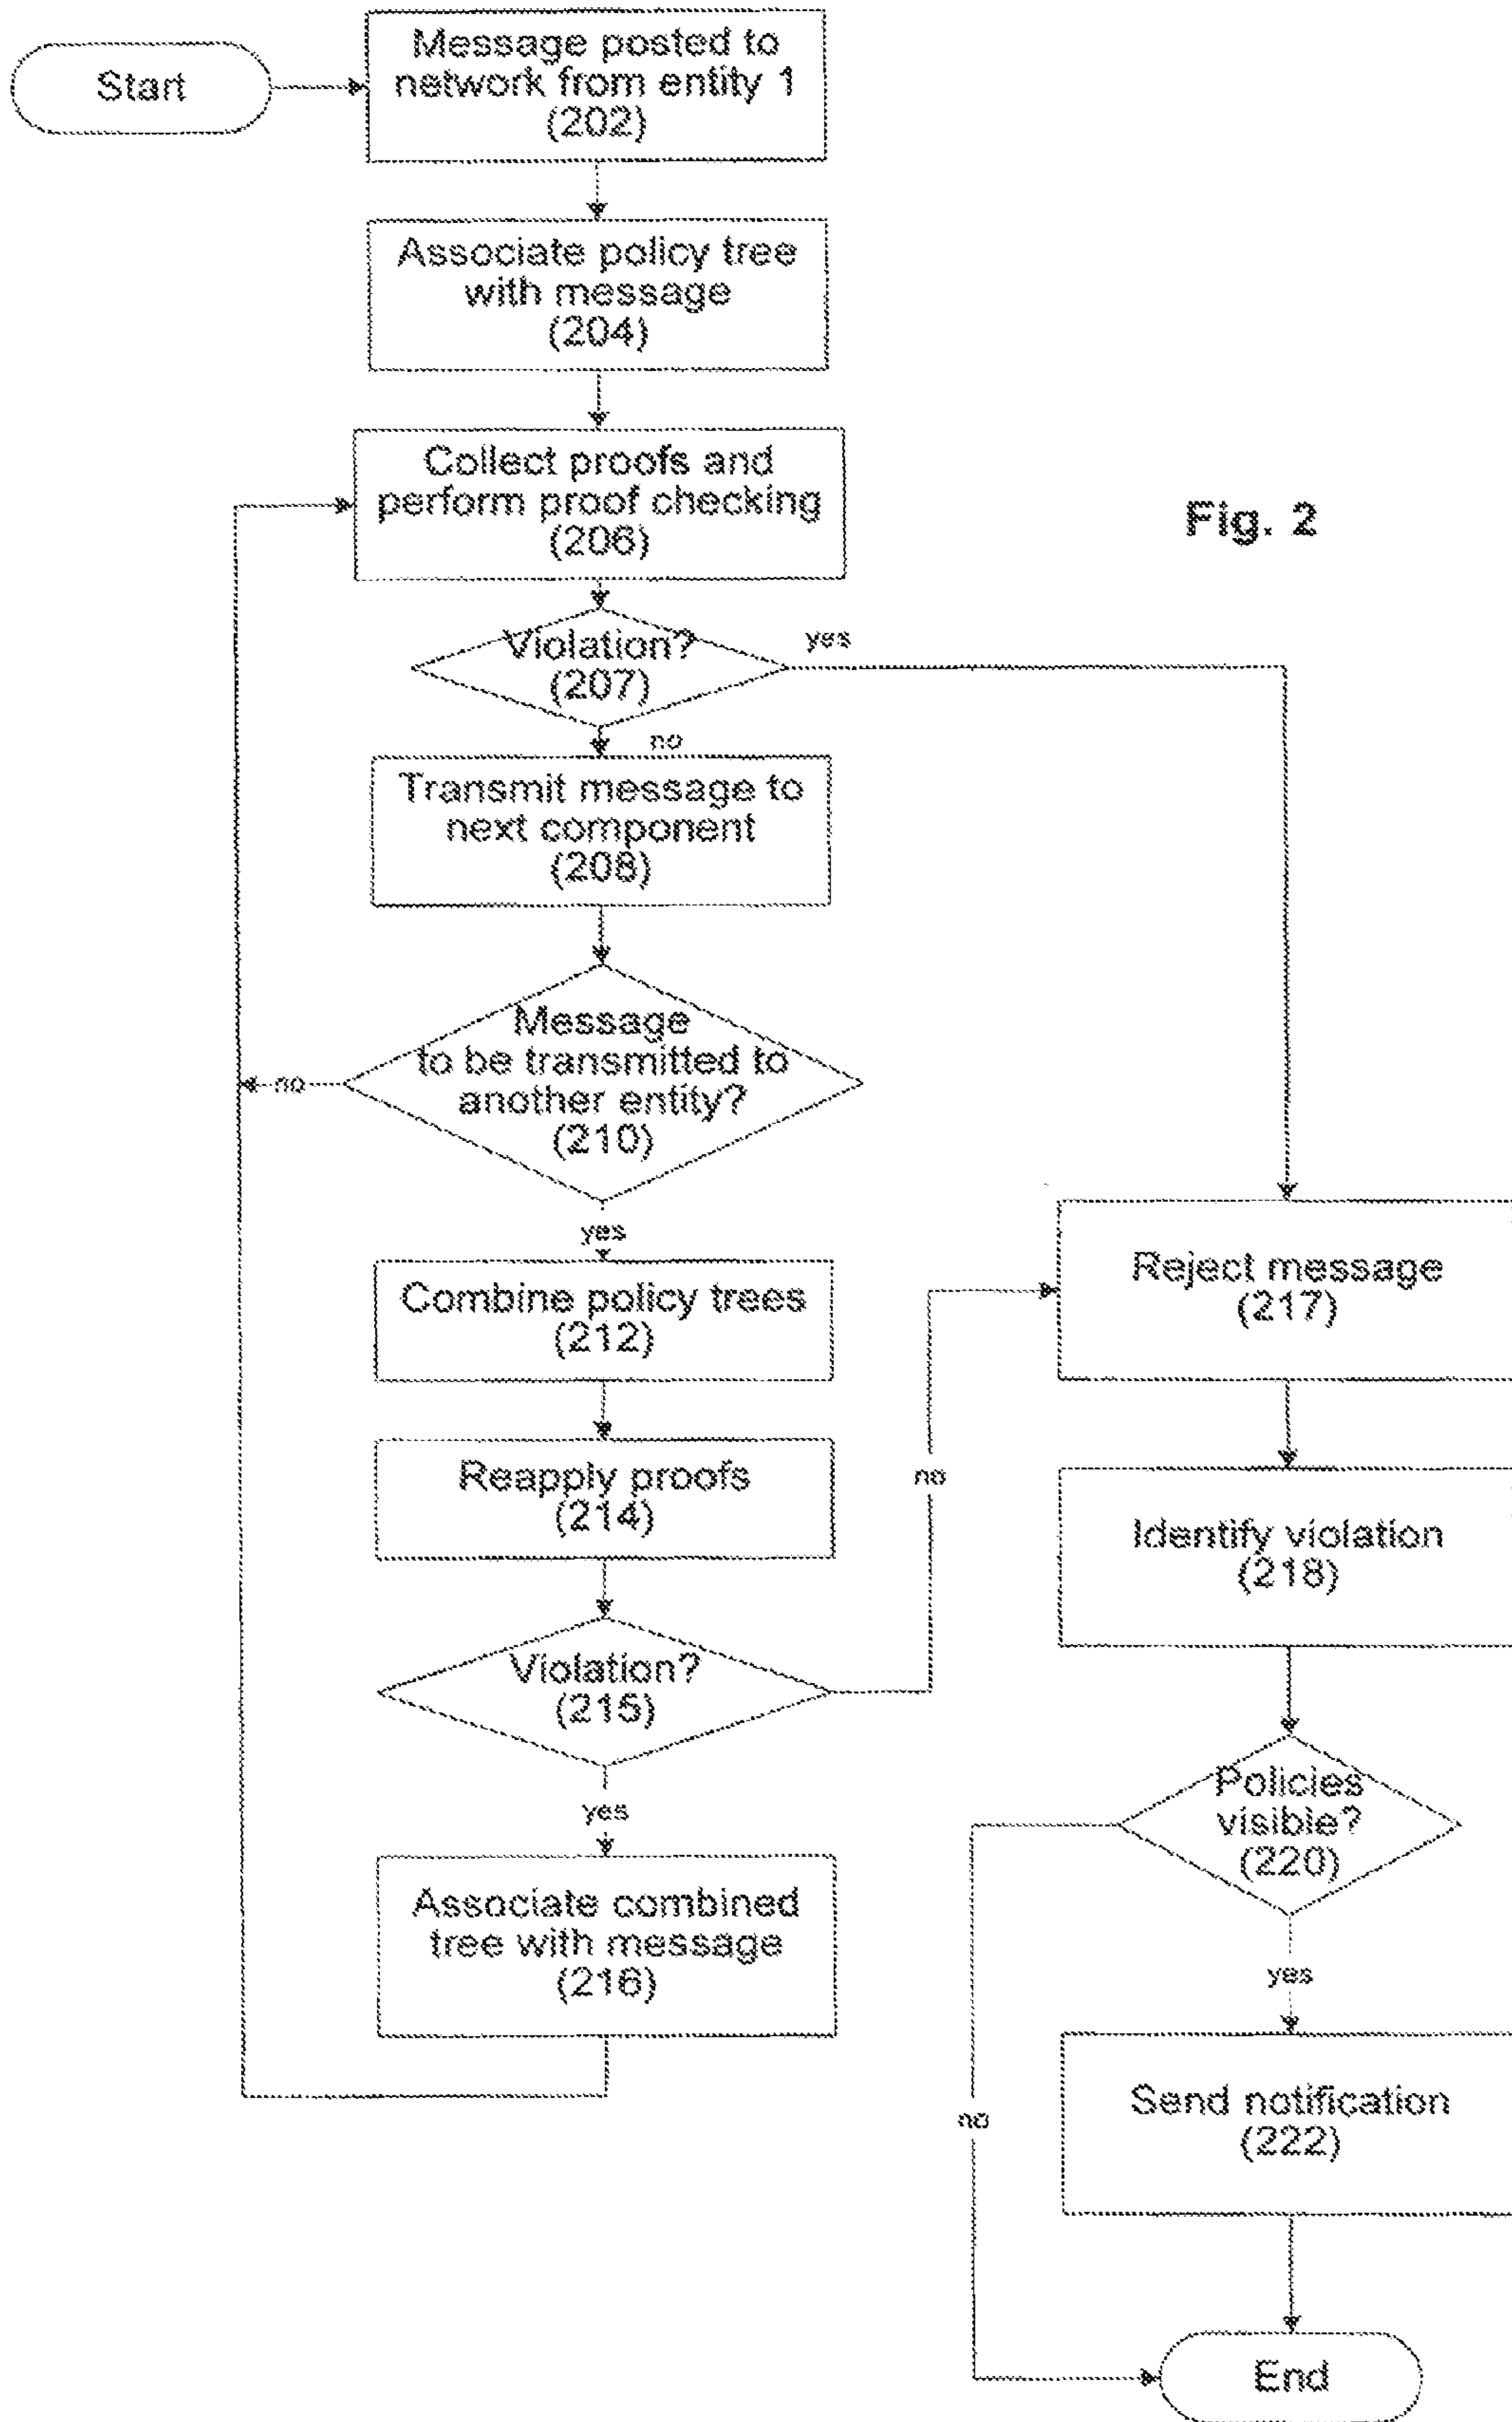 Start
Message posted to
network from entity 1
(202)
Associate policy tree
with message
(204)
Collect proofs and
perform proof checking
(206)
Fig. 2
Violation?
(207)
yes
no
Transmit message to
next component
(208)
Message
to be transmitted to
another entity?
(210)
no
yes
Combine policy trees
(212)
Reapply proofs
(214)
Violation?
(215)
no
yes
Associate combined
tree with message
(216)
Reject message
(217)
Identify violation
(218)
Policies
visible?
(220)
yes
no
Send notification
(222)
End